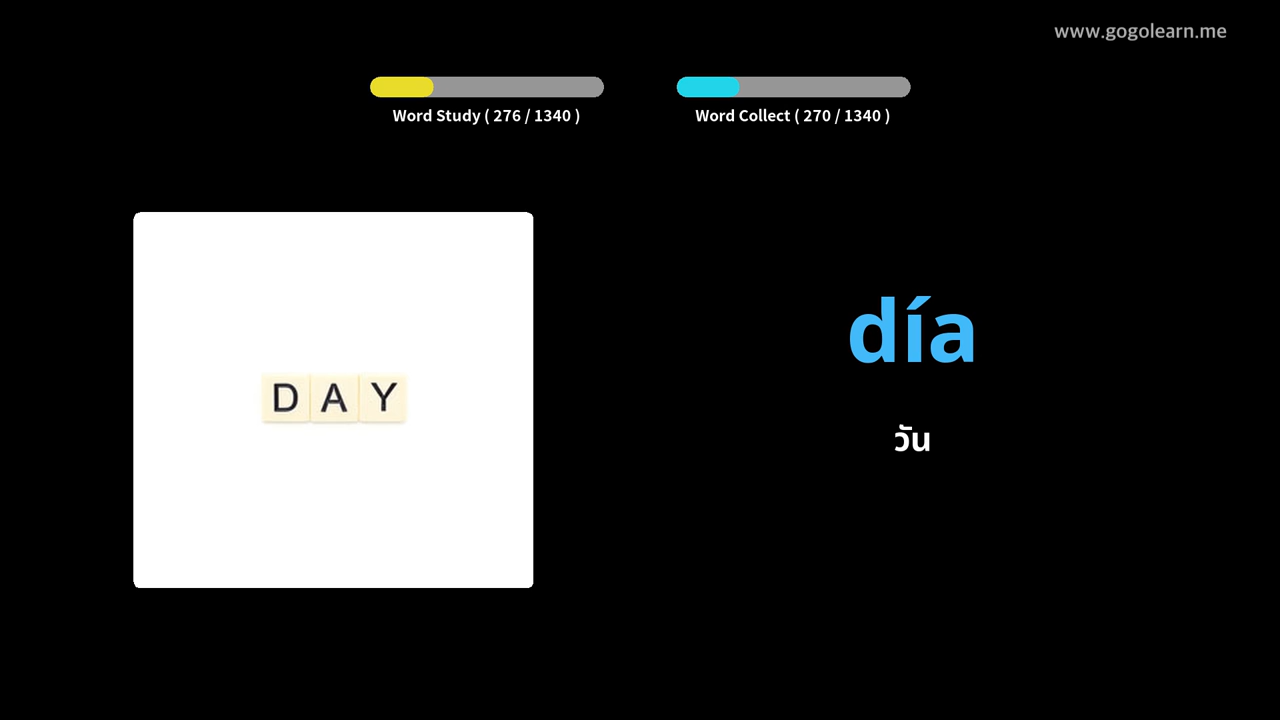 www.gogolearn.me
Word Study ( 276 / 1340 )
Word Collect ( 270 / 1340 )
DAY
día
วัน